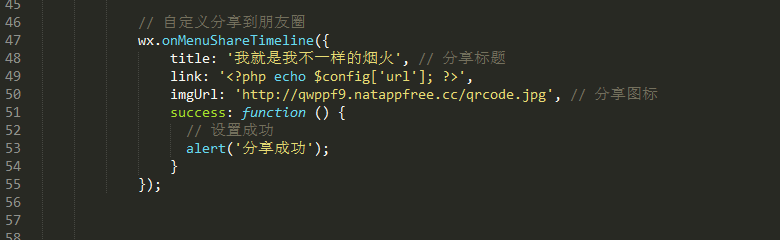 45
46 // 自定义分享到朋友圈
47 wx.onMenuShareTimeline({
48 title: '我就是我不一样的烟火', // 分享标题
49 link: '<?php echo $config['url']; ?>',
50 imgUrl: 'http://qwppf9.natappfree.cc/qrcode.jpg', // 分享图标
51 success: function () {
52 // 设置成功
53 alert('分享成功');
54 }
55 });
56
57
58